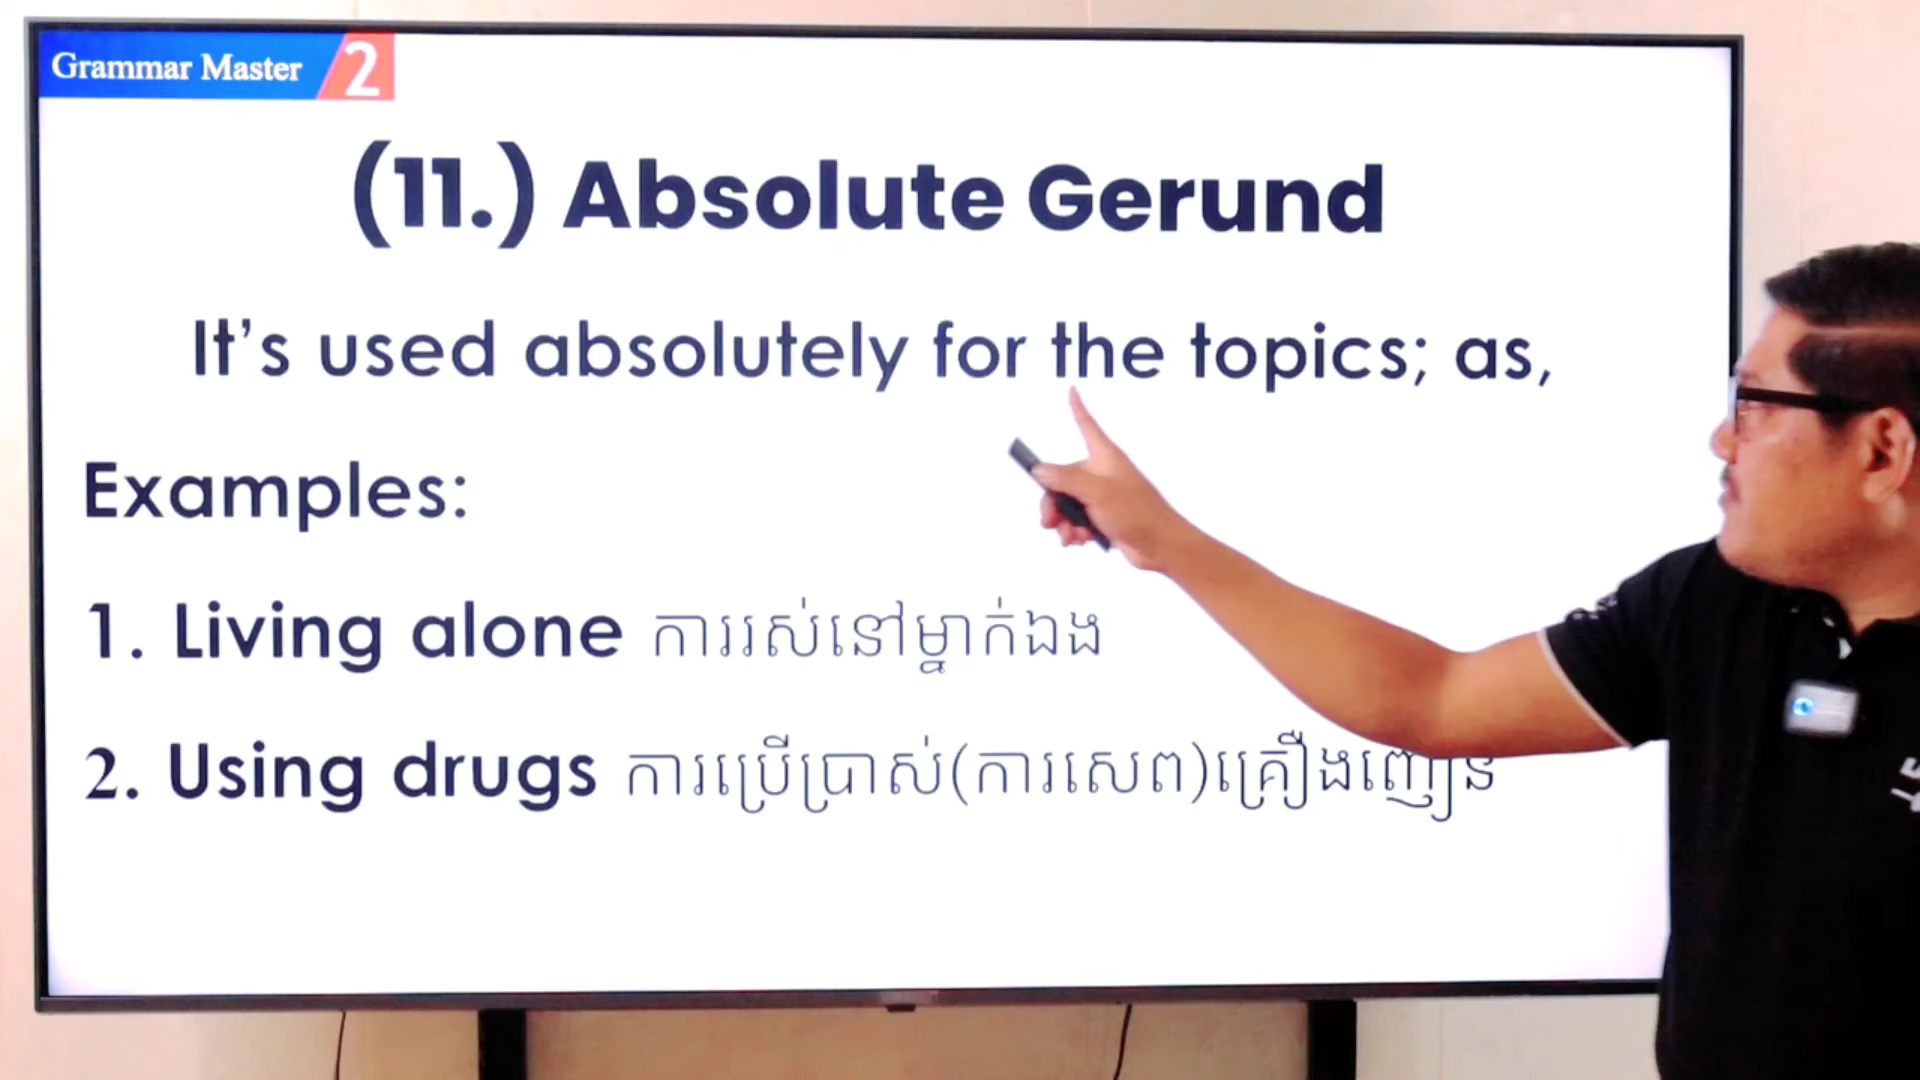 Grammar Master 2
(11.) Absolute Gerund
It's used absolutely for the topics; as,
Examples:
1. Living alone ការរស់នៅម្នាក់ឯង
2. Using drugs ការប្រើប្រាស់(ការសេព)គ្រឿងញៀន